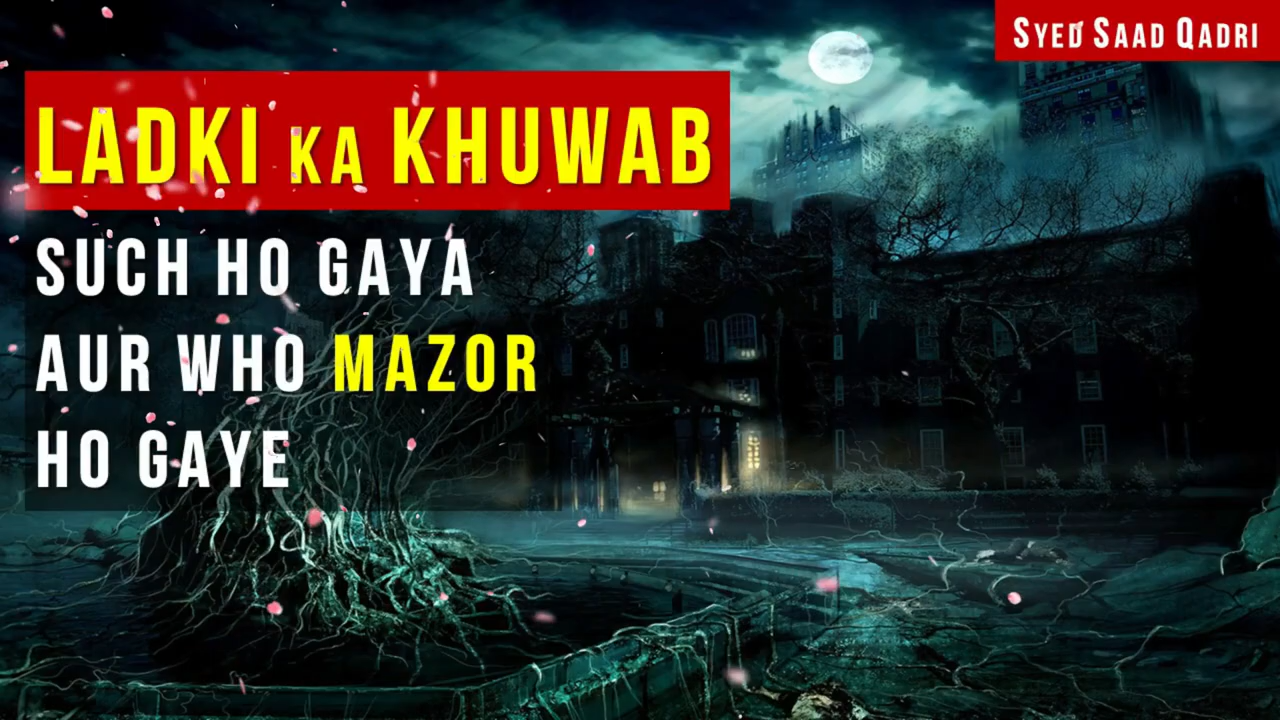 SYED SAAD QADRI
LADKI KA KHUWAB
SUCH HO GAYA
AUR WHO MAZOR
HO GAYE